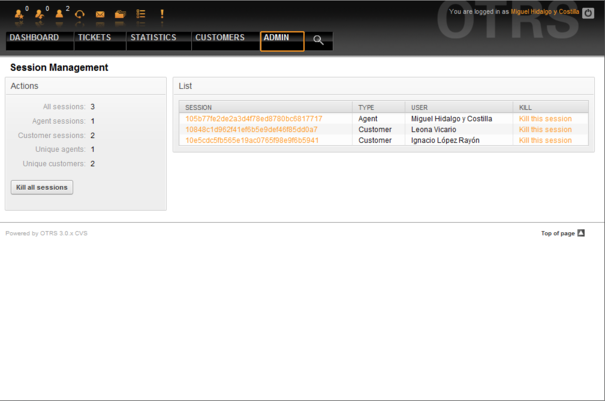 0 0 2
You are logged in as Miguel Hidalgo y Costilla
OTRS
DASHBOARD TICKETS STATISTICS CUSTOMERS ADMIN
Session Management
Actions
All sessions: 3
Agent sessions: 1
Customer sessions: 2
Unique agents: 1
Unique customers: 2
Kill all sessions
List
SESSION TYPE USER KILL
105b77fe2de2a3d4f78ed8780bc6817717 Agent Miguel Hidalgo y Costilla Kill this session
10848c1d962f41ef6b5e9def46f85dd0a7 Customer Leona Vicario Kill this session
10e5cdc5fb565e19ac0755f98e9f6b5941 Customer Ignacio López Rayón Kill this session
Powered by OTRS 3.0.x CVS
Top of page